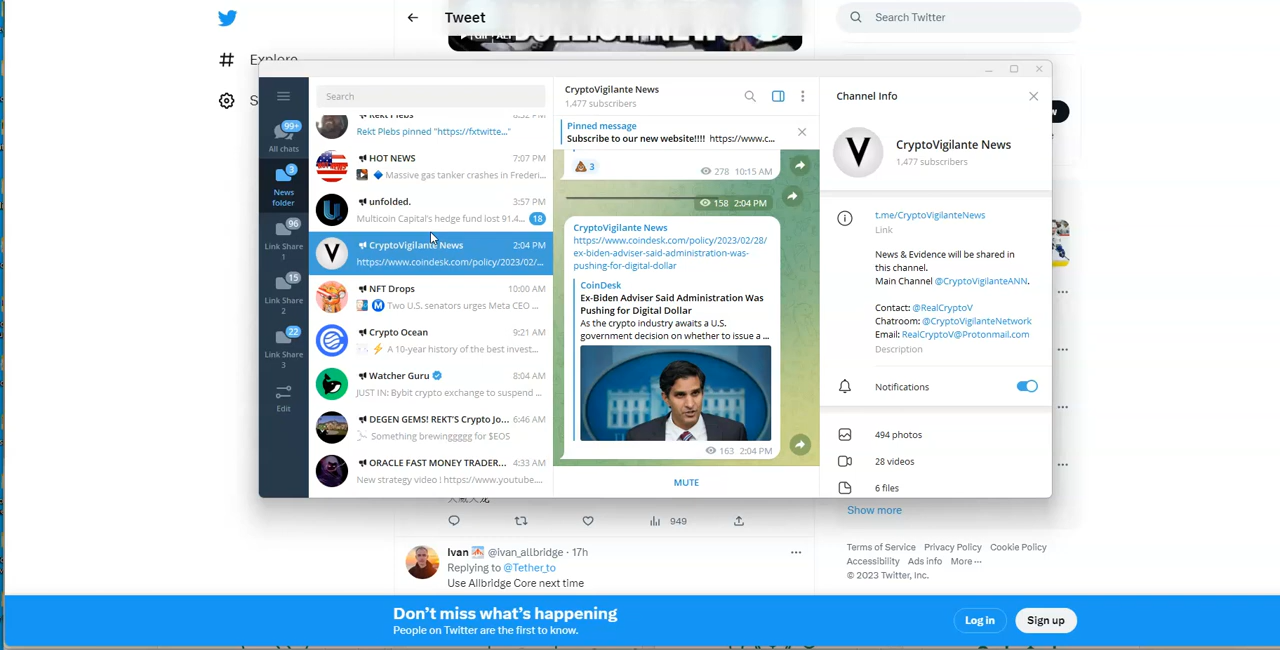 Tweet
Search Twitter
Explore
Search
99+
All chats
3
News
folder
96
Link Share
1
15
Link Share
2
22
Link Share
3
Edit
Rekt Plebs
Rekt Plebs pinned "https://fxtwitte..."
HOT NEWS 7:07 PM
Massive gas tanker crashes in Frederi...
unfolded. 3:57 PM
Multicoin Capital's hedge fund lost 91.4... 18
CryptoVigilante News 2:04 PM
https://www.coindesk.com/policy/2023/02/...
NFT Drops 10:00 AM
Two U.S. senators urges Meta CEO ...
Crypto Ocean 9:21 AM
A 10-year history of the best invest...
Watcher Guru 8:04 AM
JUST IN: Bybit crypto exchange to suspend ...
DEGEN GEMS! REKT'S Crypto Jo... 6:46 AM
Something brewinggggg for $EOS
ORACLE FAST MONEY TRADER... 4:33 AM
New strategy video ! https://www.youtube....
CryptoVigilante News
1,477 subscribers
Pinned message
Subscribe to our new website!!!! https://www.c...
3
278 10:15 AM
158 2:04 PM
CryptoVigilante News
https://www.coindesk.com/policy/2023/02/28/
ex-biden-adviser-said-administration-was-
pushing-for-digital-dollar
CoinDesk
Ex-Biden Adviser Said Administration Was
Pushing for Digital Dollar
As the crypto industry awaits a U.S.
government decision on whether to issue a ...
163 2:04 PM
MUTE
Channel Info
V
CryptoVigilante News
1,477 subscribers
t.me/CryptoVigilanteNews
Link
News & Evidence will be shared in
this channel.
Main Channel @CryptoVigilanteANN.
Contact: @RealCryptoV
Chatroom: @CryptoVigilanteNetwork
Email: RealCryptoV@Protonmail.com
Description
Notifications
494 photos
28 videos
6 files
949
Show more
Ivan @ivan_allbridge · 17h
Replying to @Tether_to
Use Allbridge Core next time
Terms of Service Privacy Policy Cookie Policy
Accessibility Ads info More ···
© 2023 Twitter, Inc.
Don't miss what's happening
People on Twitter are the first to know.
Log in
Sign up